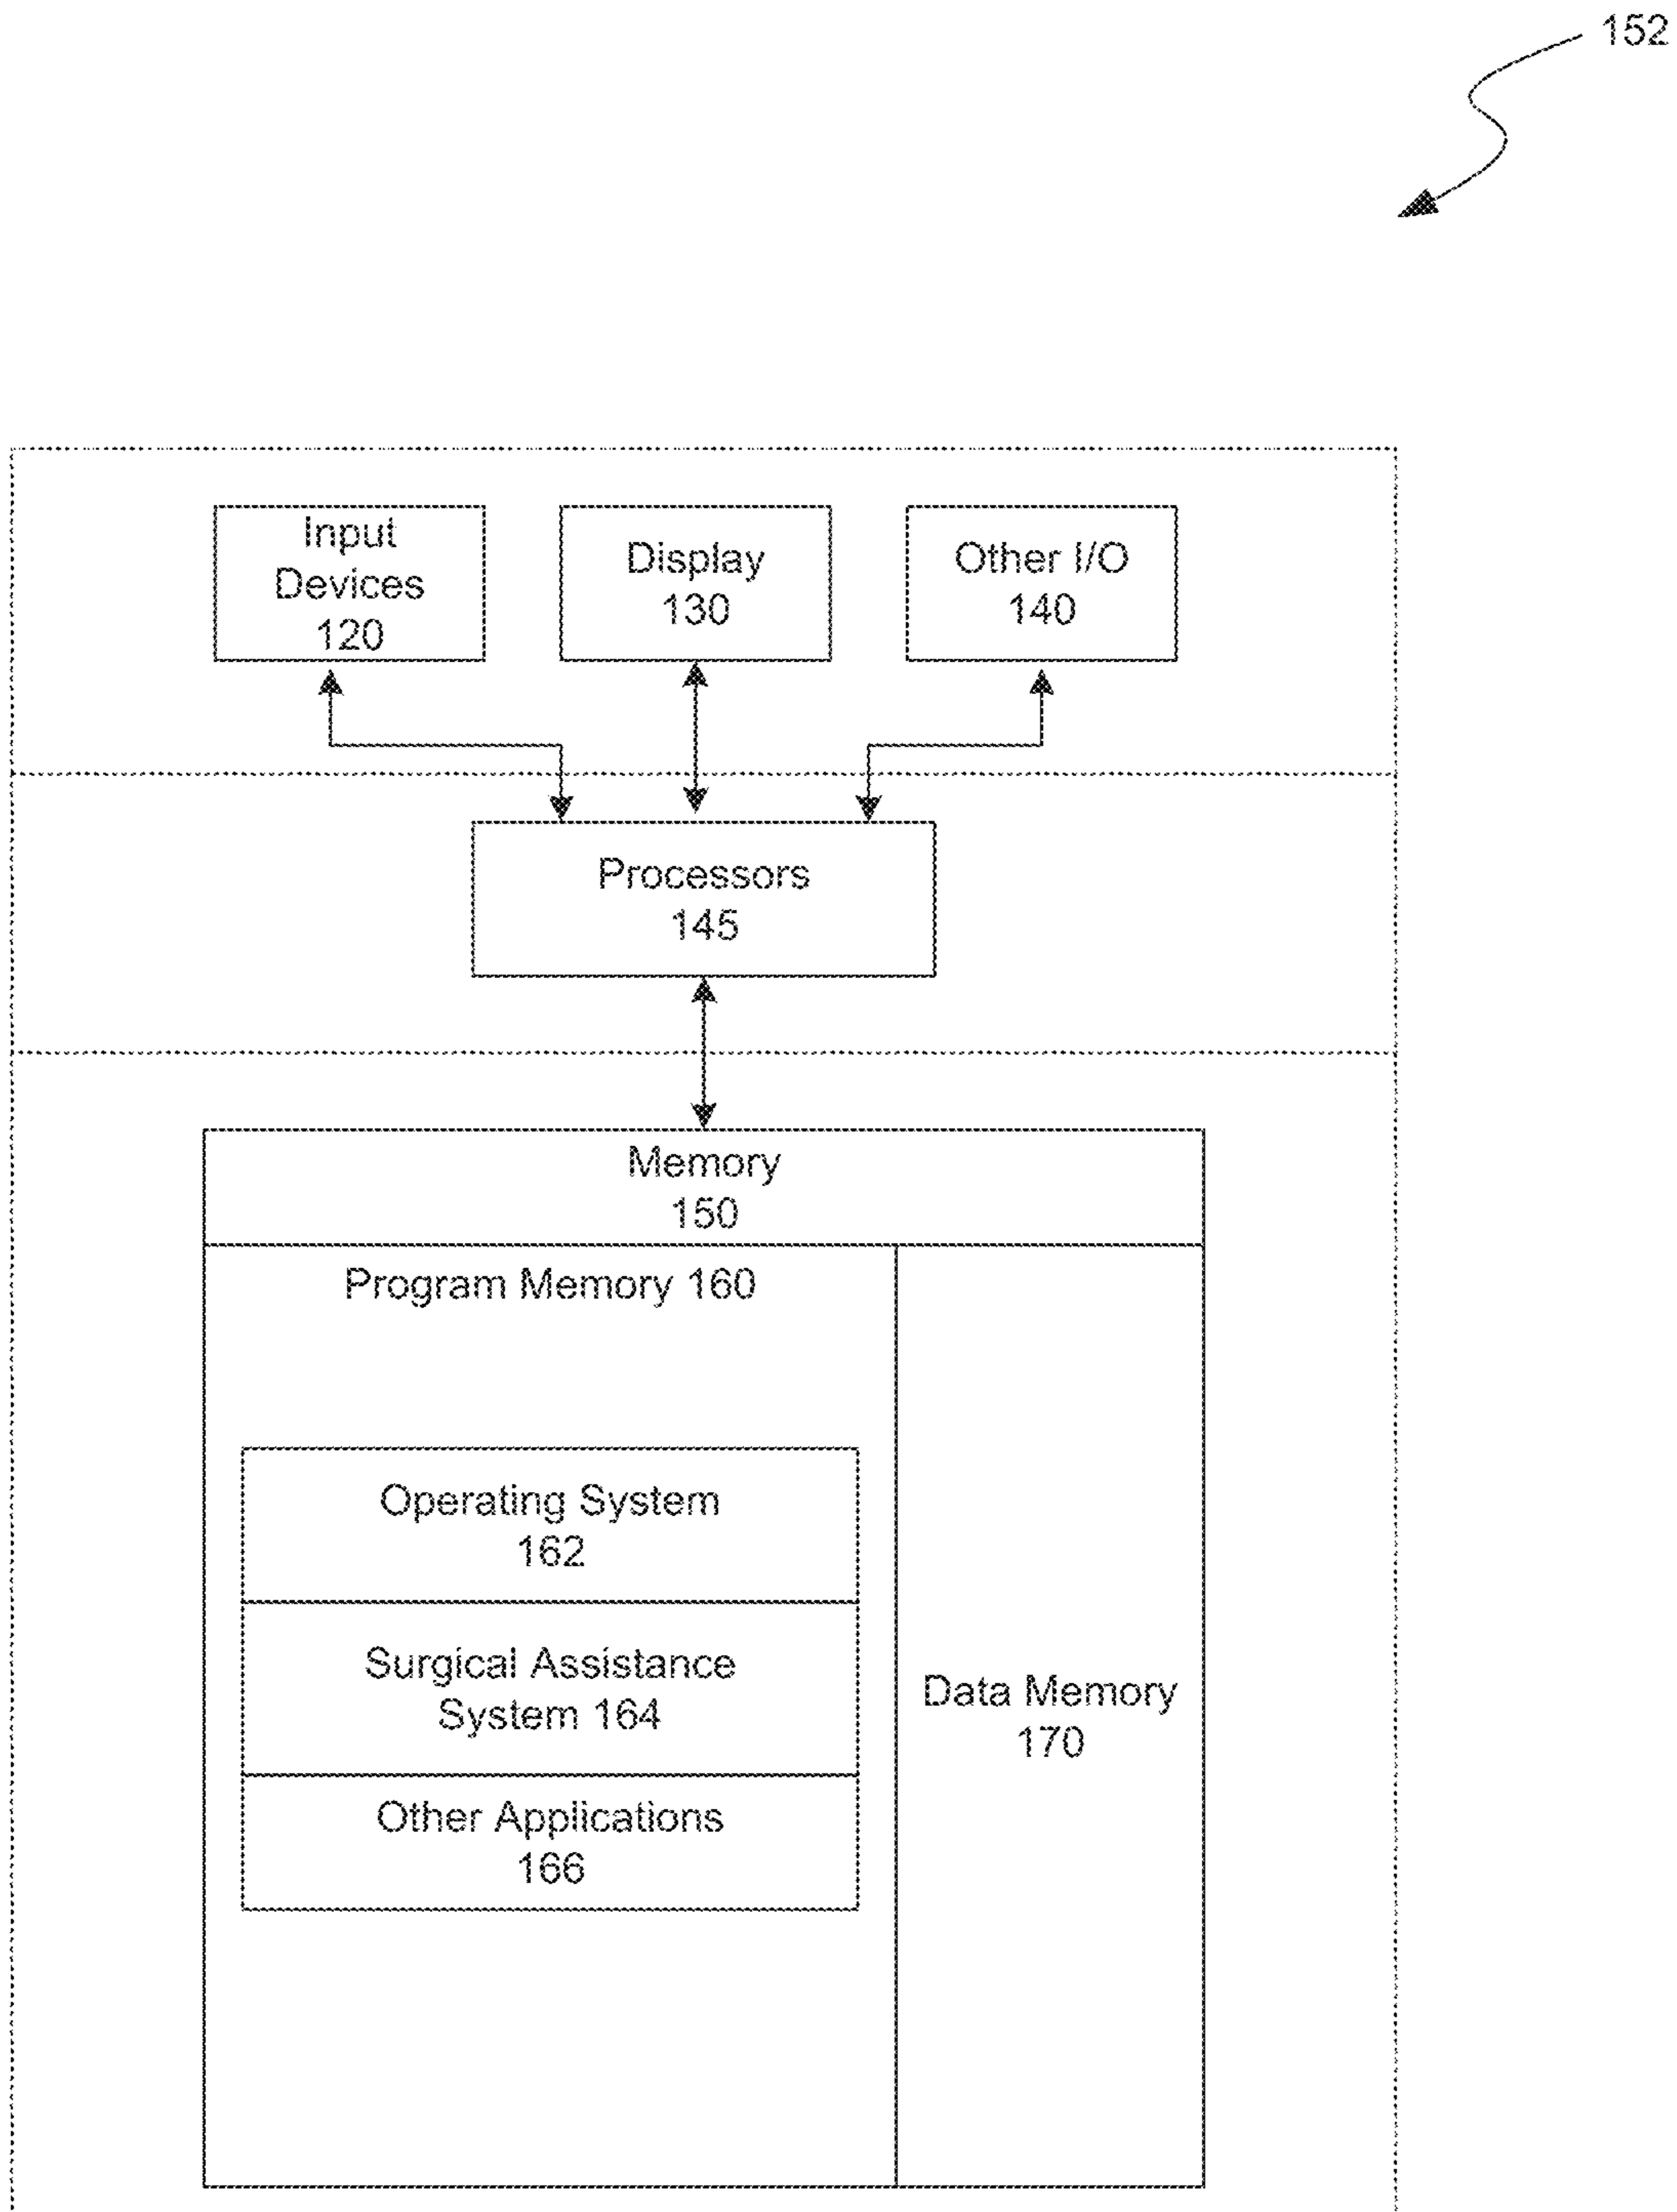 152
Input
Devices
120
Display
130
Other I/O
140
Processors
145
Memory
150
Program Memory 160
Operating System
162
Surgical Assistance
System 164
Other Applications
166
Data Memory
170